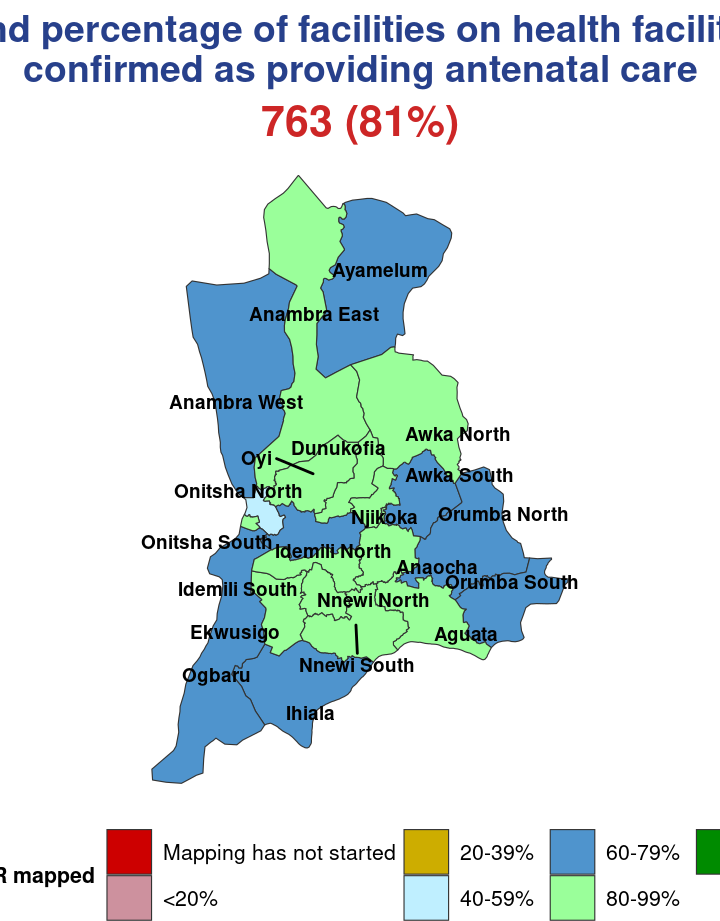 percentage of facilities on health
confirmed as providing antenatal care
763 (81%)
Ayamelum
Anambra East
Anambra West
Awka North
Dunukofia
Oyi
Awka South
Onitsha North
Orumba North
Njikoka
Onitsha South
Idemili North
Anaocha
Orumba South
Idemili South
Nnewi North
Ekwusigo
Aguata
Nnewi South
Ogbaru
Ihiala
mapped
Mapping has not started
20-39%
60-79%
<20%
40-59%
80-99%